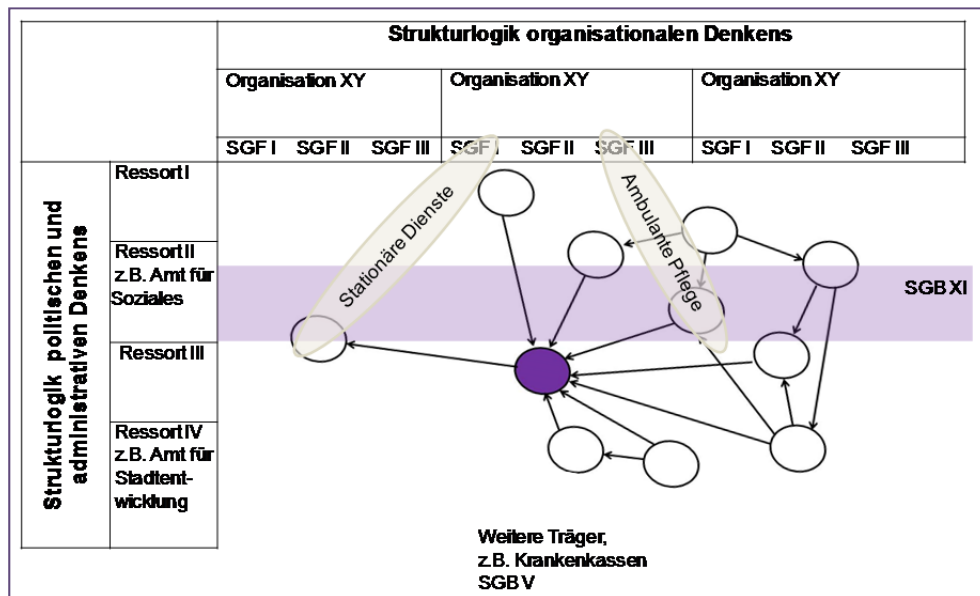 Strukturlogik organisationalen Denkens
Organisation XY
Organisation XY
Organisation XY
SGF I SGF II SGF III
SGF I SGF II SGF III
SGF I SGF II SGF III
Strukturlogik politischen und
administrativen Denkens
Ressort I
Ressort II
z.B. Amt für
Soziales
Ressort III
Ressort IV
z.B. Amt für
Stadtent-
wicklung
Stationäre Dienste
Ambulante Pflege
SGB XI
Weitere Träger,
z.B. Krankenkassen
SGB V